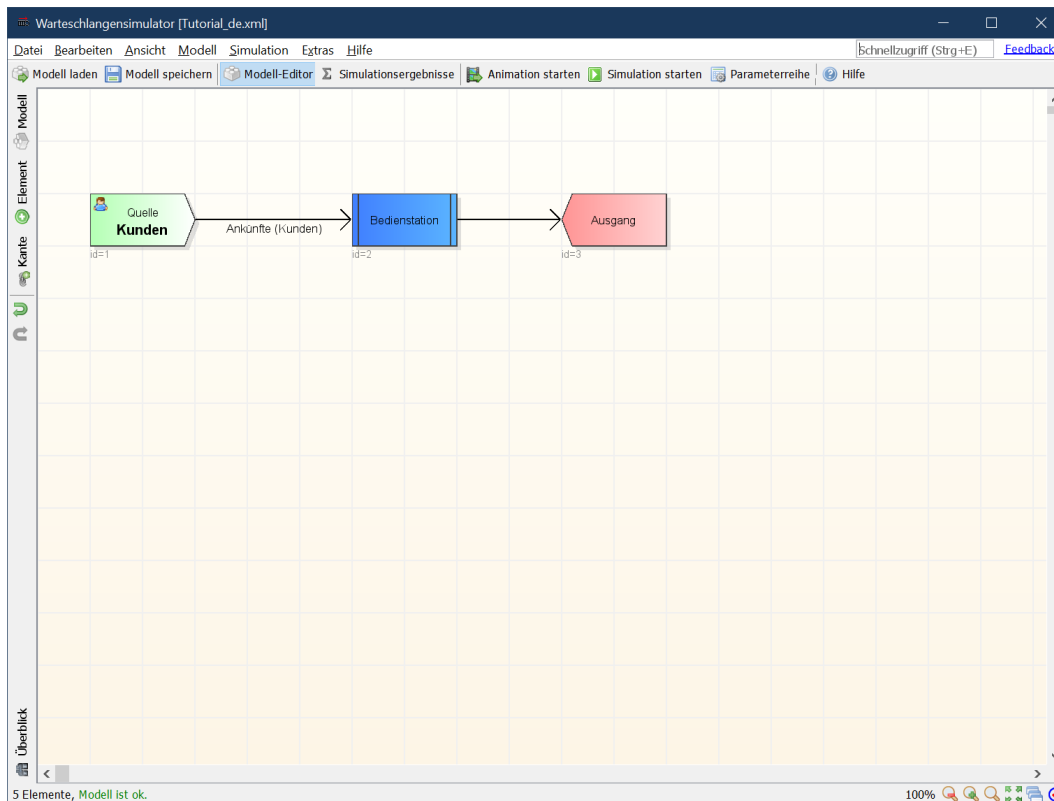 Warteschlangensimulator [Tutorial_de.xml]
Datei Bearbeiten Ansicht Modell Simulation Extras Hilfe Schnellzugriff (Strg+E) Feedback
Modell laden Modell speichern Modell-Editor Σ Simulationsergebnisse Animation starten Simulation starten Parameterreihe Hilfe
Modell
Element
Kante
Überblick
Quelle
Kunden
id=1
Ankünfte (Kunden)
Bedienstation
id=2
Ausgang
id=3
5 Elemente, Modell ist ok. 100%